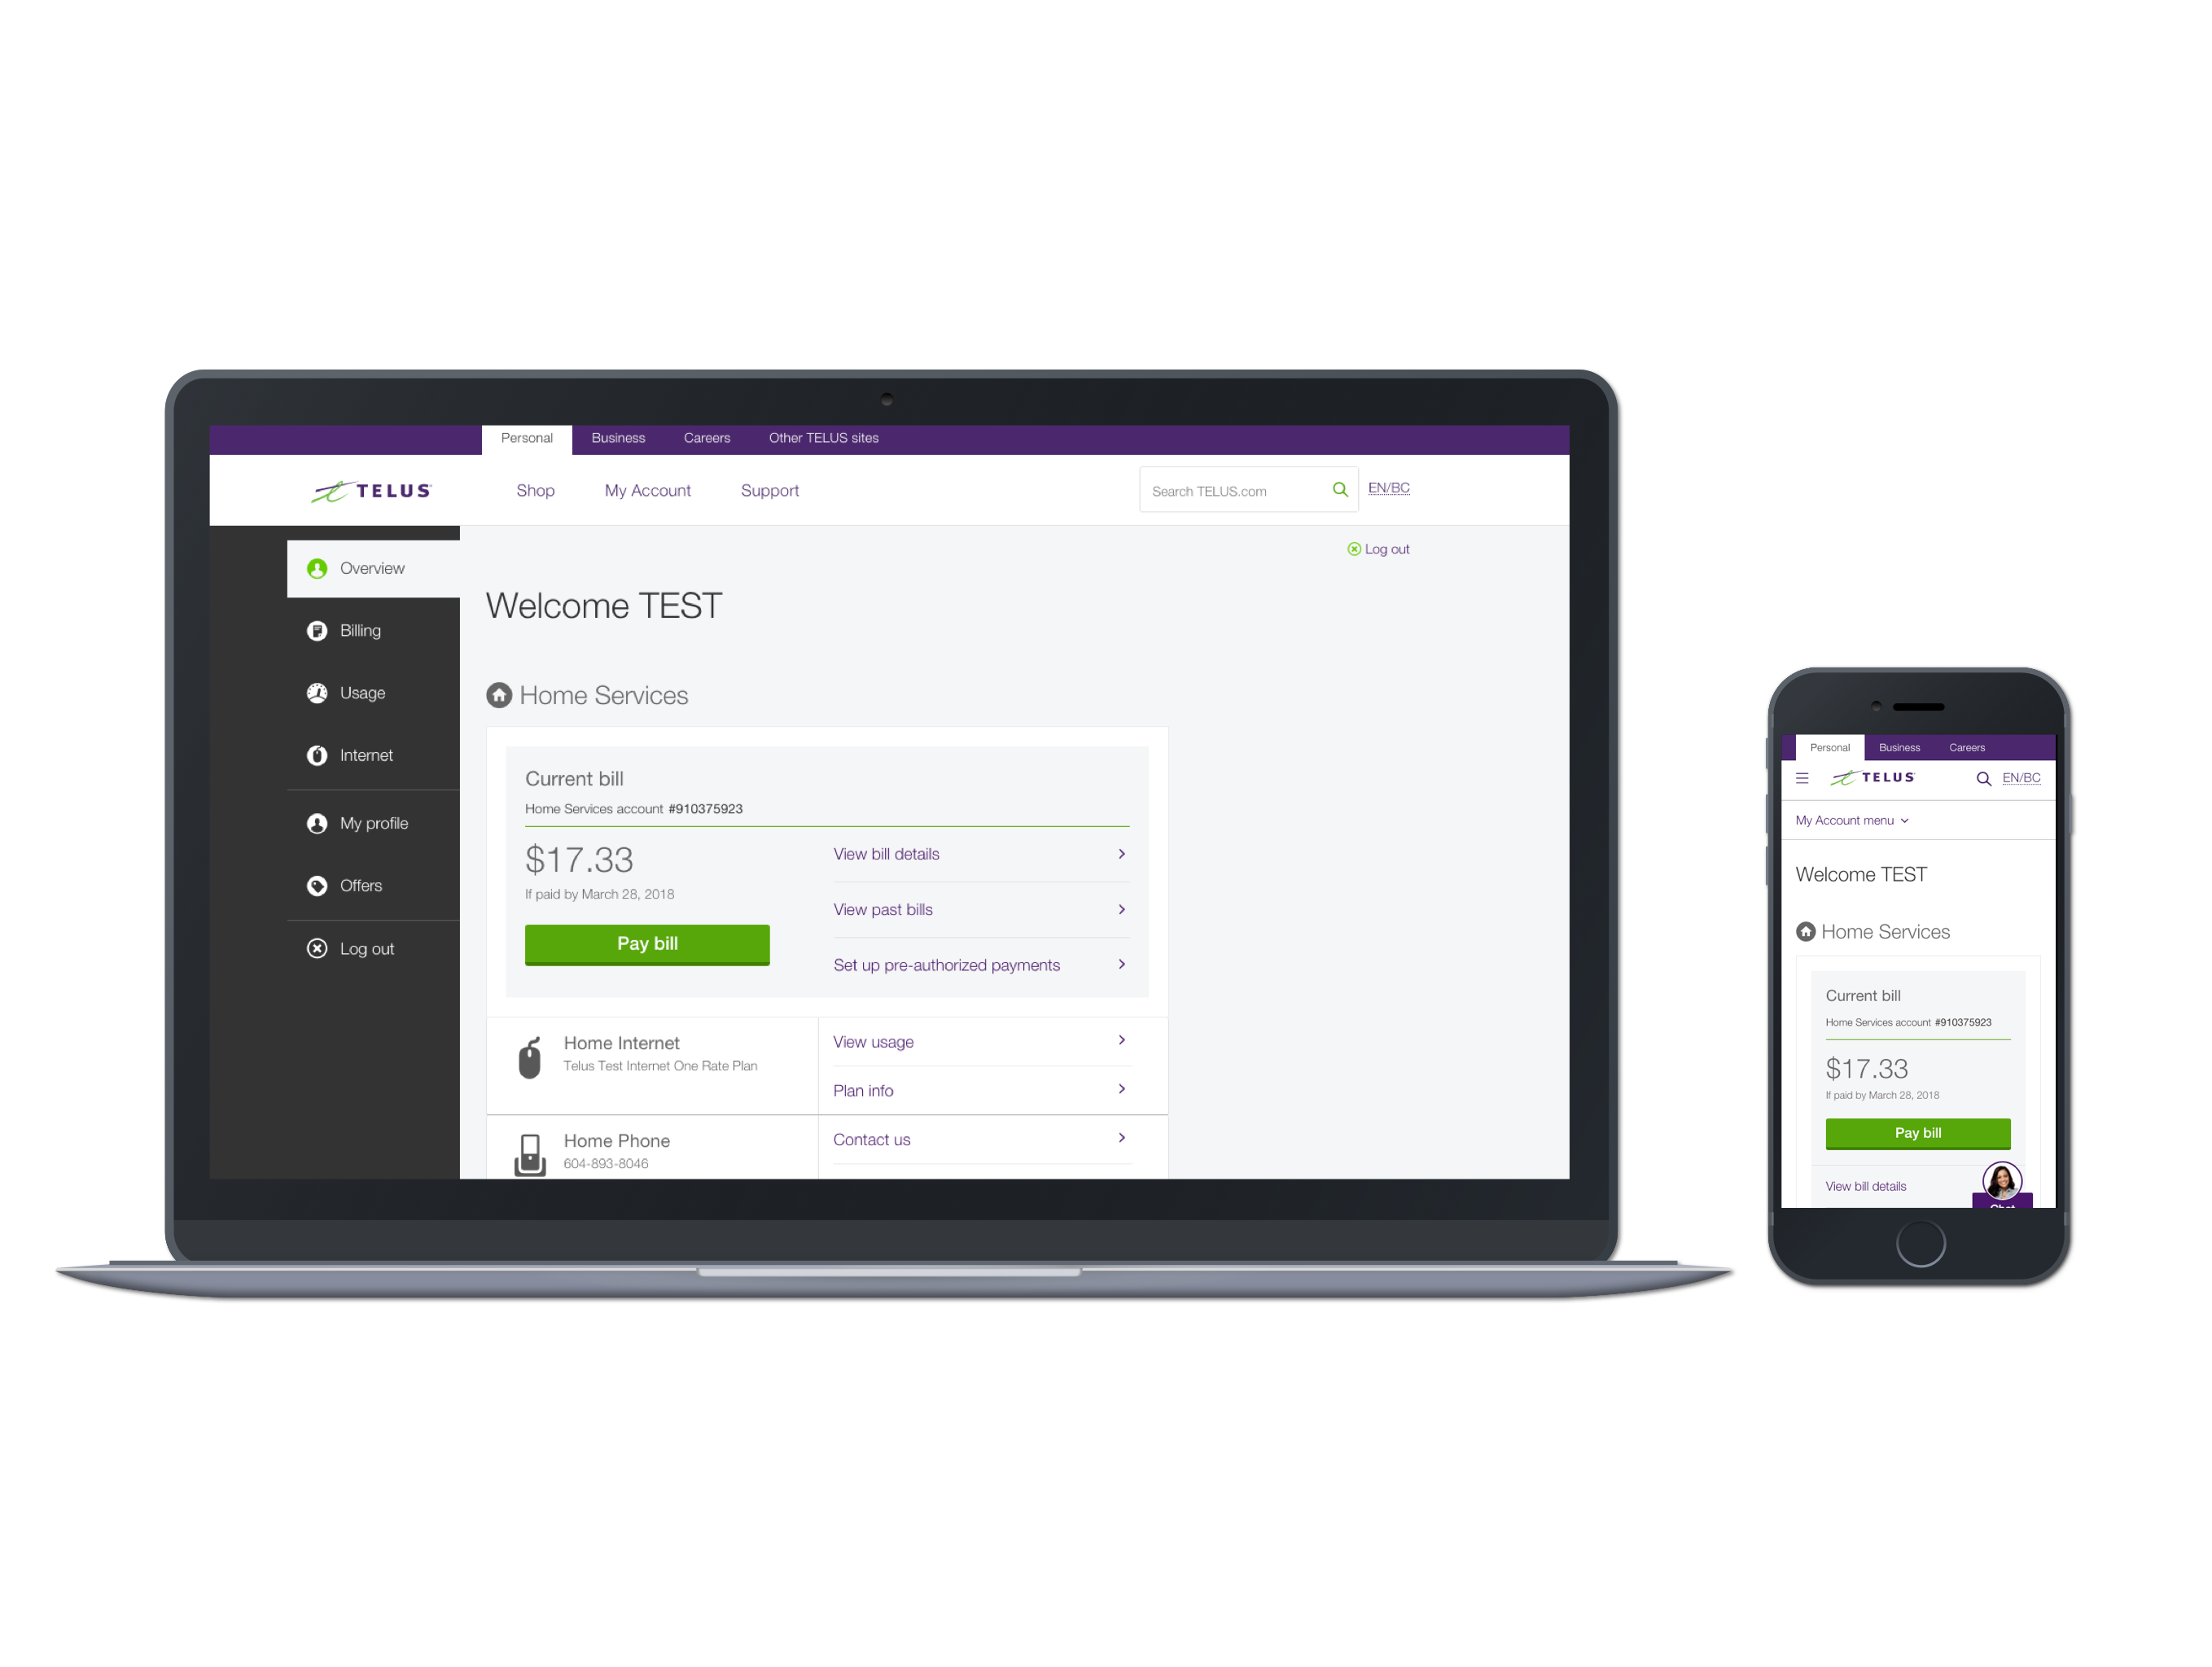 Personal Business Careers Other TELUS sites
TELUS Shop My Account Support Search TELUS.com EN/BC
Log out
Overview
Billing
Usage
Internet
My profile
Offers
Log out
Welcome TEST
Home Services
Current bill
Home Services account #910375923
$17.33
If paid by March 28, 2018
Pay bill
View bill details
View past bills
Set up pre-authorized payments
Home Internet
Telus Test Internet One Rate Plan
View usage
Plan info
Home Phone
604-893-8046
Contact us
Personal Business Careers
TELUS EN/BC
My Account menu
Welcome TEST
Home Services
Current bill
Home Services account #910375923
$17.33
If paid by March 28, 2018
Pay bill
View bill details
Chat